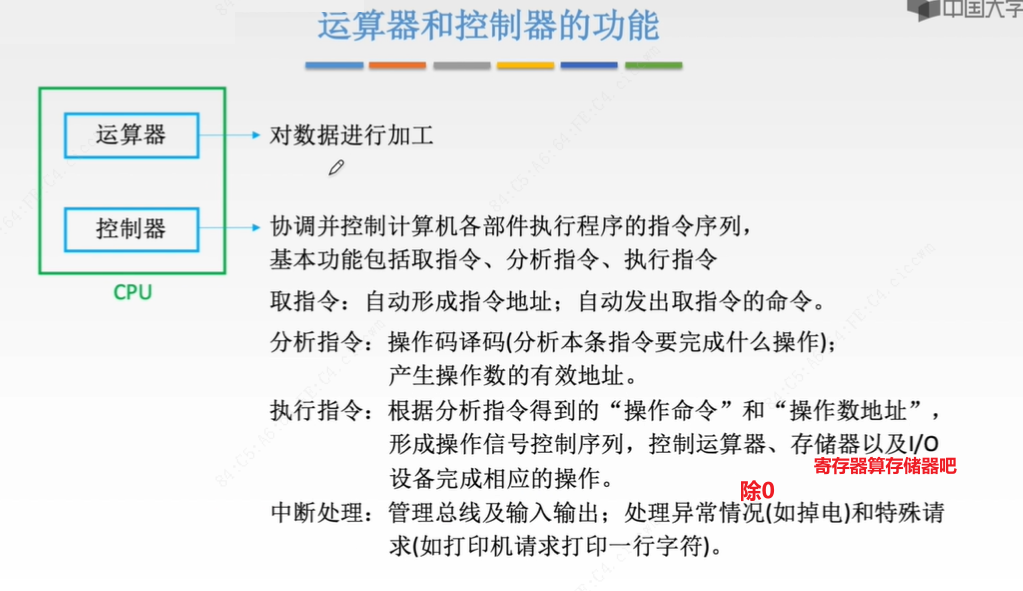 中国大学
运算器和控制器的功能
运算器
对数据进行加工
控制器
协调并控制计算机各部件执行程序的指令序列，
基本功能包括取指令、分析指令、执行指令
CPU
取指令：自动形成指令地址；自动发出取指令的命令。
分析指令：操作码译码(分析本条指令要完成什么操作)；
产生操作数的有效地址。
执行指令：根据分析指令得到的“操作命令”和“操作数地址”，
形成操作信号控制序列，控制运算器、存储器以及I/O
寄存器算存储器吧
设备完成相应的操作。
除0
中断处理：管理总线及输入输出；处理异常情况(如掉电)和特殊请
求(如打印机请求打印一行字符)。